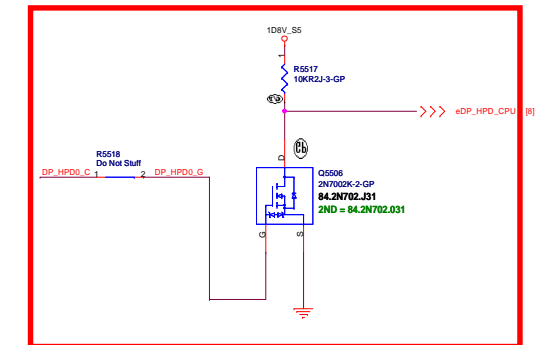 1D8V_S5
1
R5517
10KR2J-3-GP
2
eDP_HPD_CPU [8]
R5518
Do Not Stuff
DP_HPD0_C 1 2 DP_HPD0_G
D
Q5506
2N7002K-2-GP
84.2N702.J31
2ND = 84.2N702.031
G
S